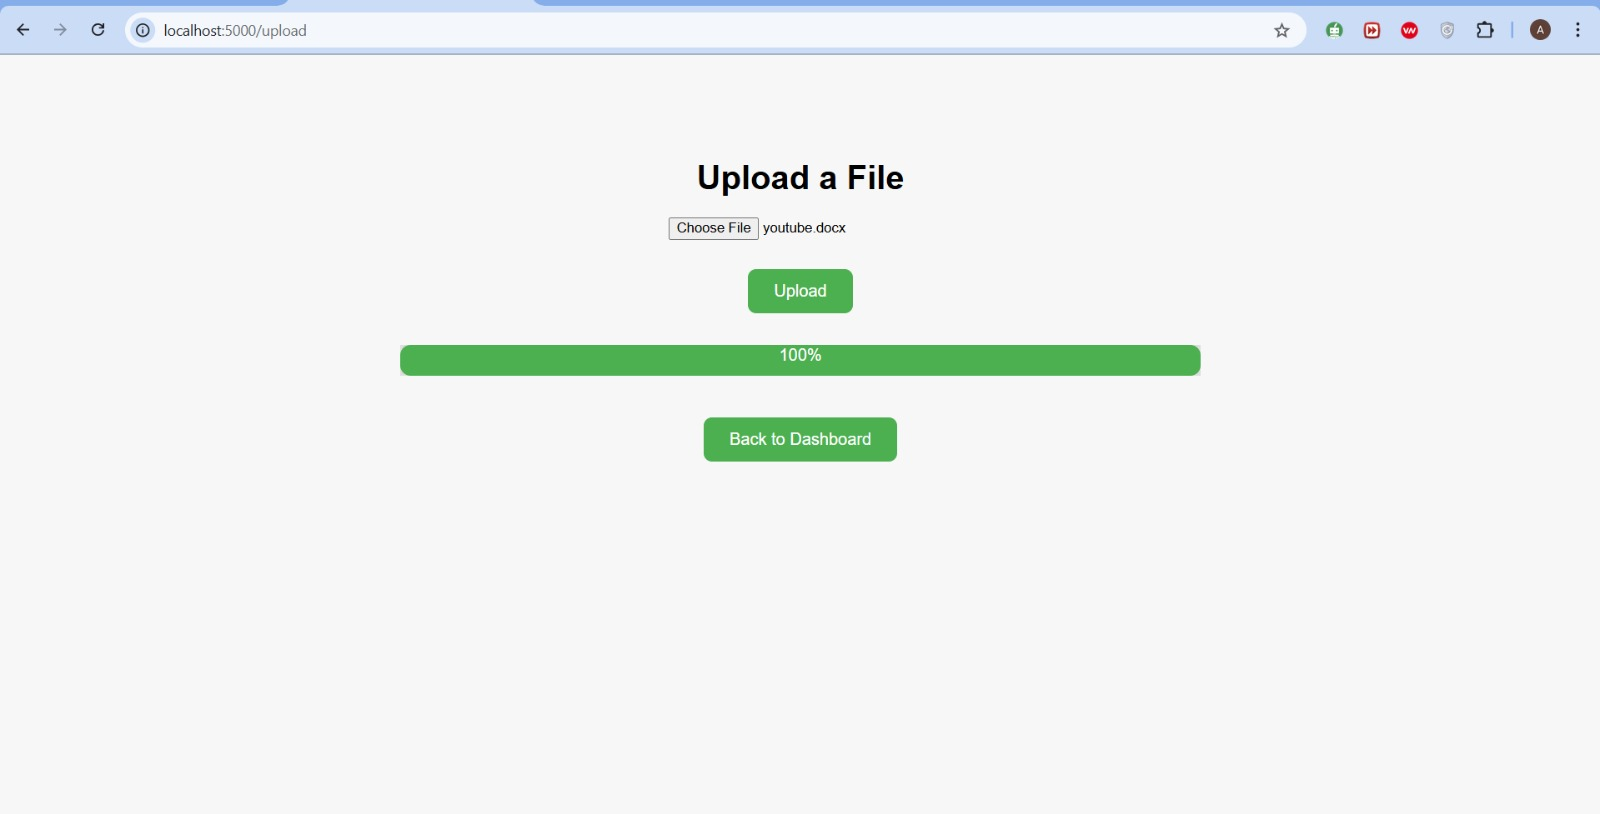 localhost:5000/upload
A
Upload a File
Choose File youtube.docx
Upload
100%
Back to Dashboard